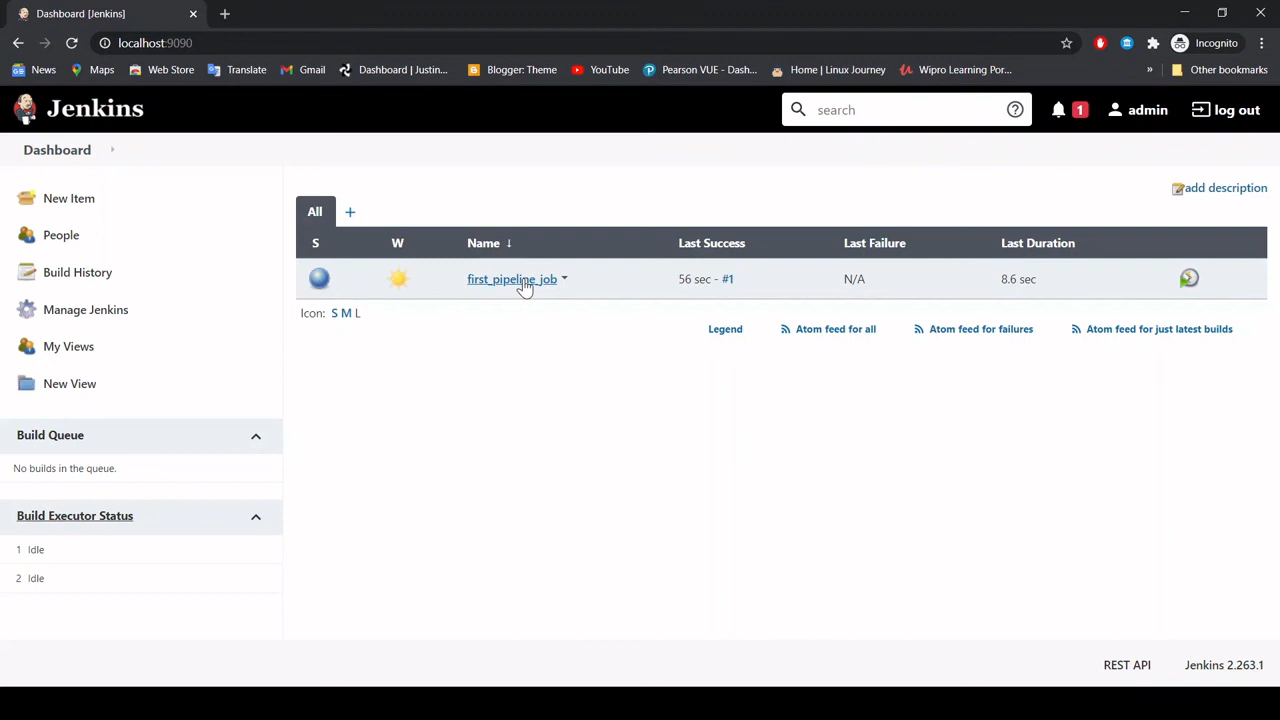 Dashboard [Jenkins]
localhost:9090
Incognito
News Maps Web Store Translate Gmail Dashboard | Justin... Blogger: Theme YouTube Pearson VUE - Dash... Home | Linux Journey Wipro Learning Por... » Other bookmarks
Jenkins
search
1
admin
log out
Dashboard
New Item
People
Build History
Manage Jenkins
My Views
New View
Build Queue
No builds in the queue.
Build Executor Status
1 Idle
2 Idle
add description
All +
S W Name ↓ Last Success Last Failure Last Duration
first_pipeline_job 56 sec - #1 N/A 8.6 sec
Icon: S M L
Legend Atom feed for all Atom feed for failures Atom feed for just latest builds
REST API Jenkins 2.263.1